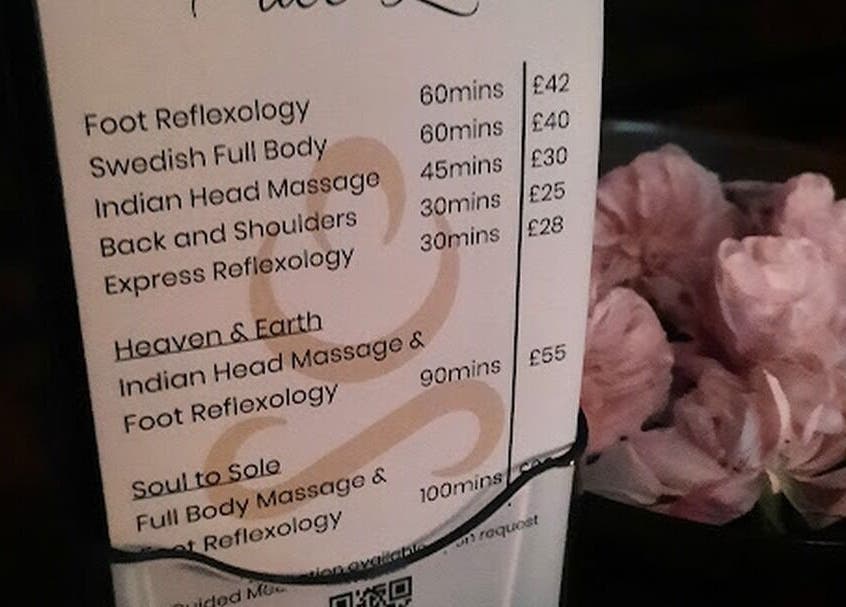 Foot Reflexology 60mins £42
Swedish Full Body 60mins £40
Indian Head Massage 45mins £30
Back and Shoulders 30mins £25
Express Reflexology 30mins £28
Heaven & Earth
Indian Head Massage &
Foot Reflexology 90mins £55
Soul to Sole
Full Body Massage &
Reflexology 100mins
available request